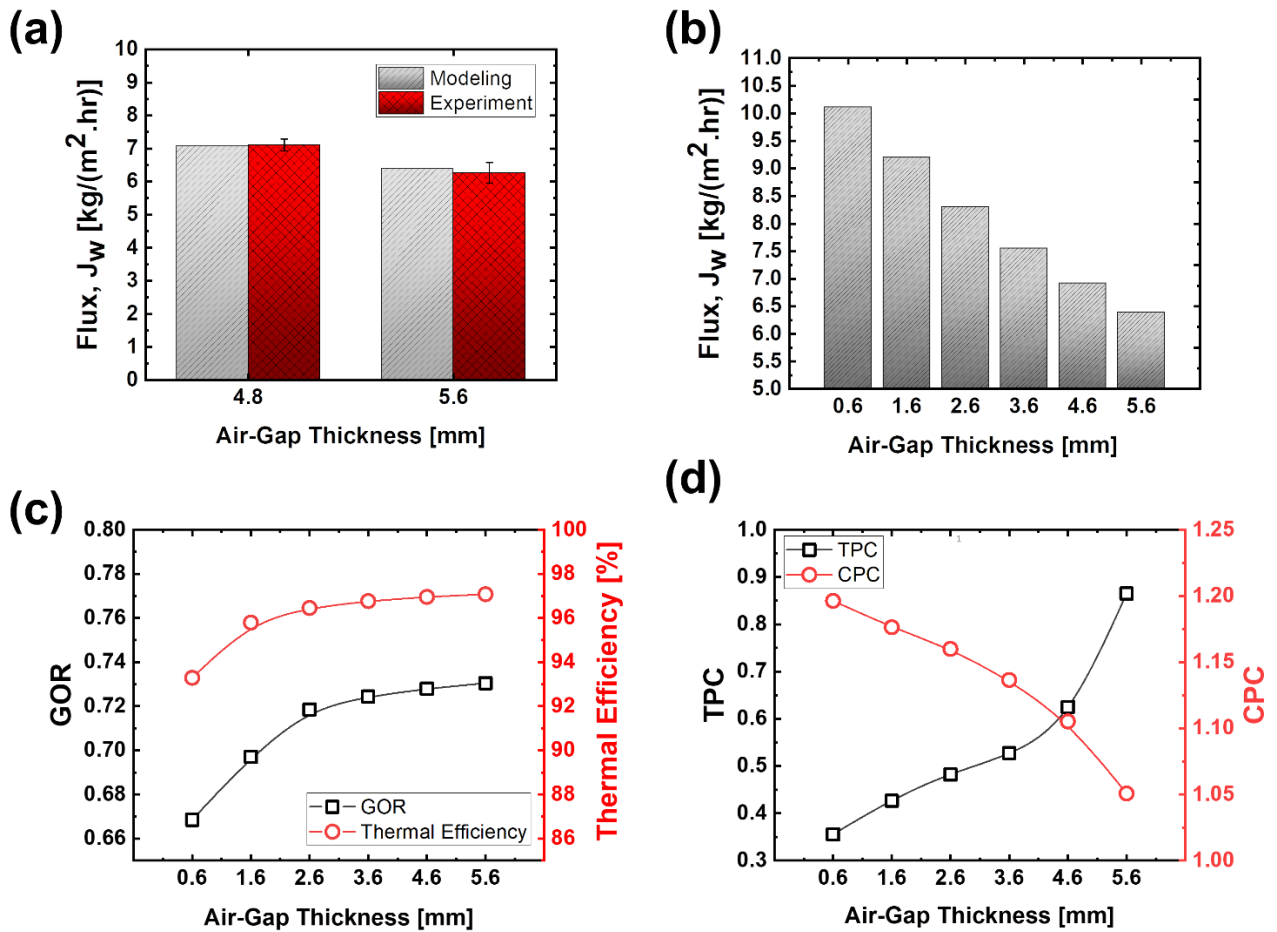 (a)
10
9
8
7
6
5
4
3
2
1
0
Flux, Jw [kg/(m².hr)]
Modeling
Experiment
4.8 5.6
Air-Gap Thickness [mm]
(b)
11.0
10.5
10.0
9.5
9.0
8.5
8.0
7.5
7.0
6.5
6.0
5.5
5.0
Flux, Jw [kg/(m².hr)]
0.6 1.6 2.6 3.6 4.6 5.6
Air-Gap Thickness [mm]
(c)
0.80
0.78
0.76
0.74
0.72
0.70
0.68
0.66
GOR
100
98
96
94
92
90
88
86
Thermal Efficiency [%]
GOR
Thermal Efficiency
0.6 1.6 2.6 3.6 4.6 5.6
Air-Gap Thickness [mm]
(d)
1.0
0.9
0.8
0.7
0.6
0.5
0.4
0.3
TPC
TPC
CPC
1
1.25
1.20
1.15
1.10
1.05
1.00
CPC
0.6 1.6 2.6 3.6 4.6 5.6
Air-Gap Thickness [mm]